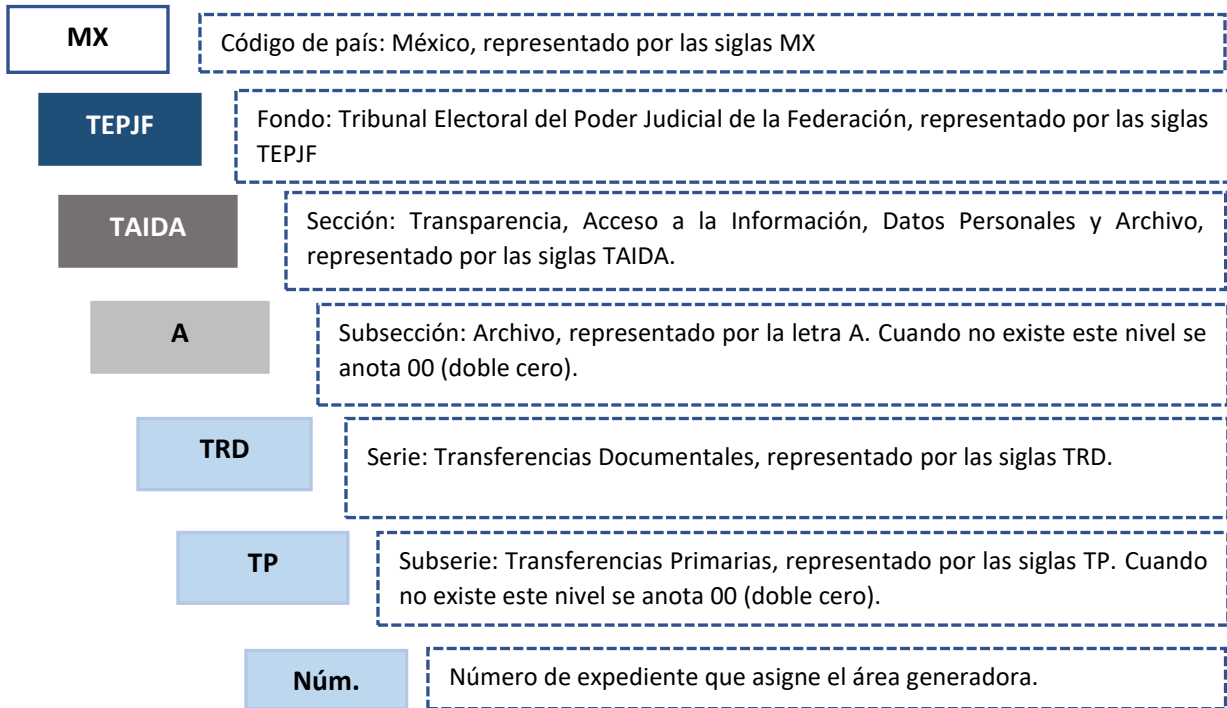 MX
Código de país: México, representado por las siglas MX
TEPJF
Fondo: Tribunal Electoral del Poder Judicial de la Federación, representado por las siglas
TEPJF
TAIDA
Sección: Transparencia, Acceso a la Información, Datos Personales y Archivo,
representado por las siglas TAIDA.
A
Subsección: Archivo, representado por la letra A. Cuando no existe este nivel se
anota 00 (doble cero).
TRD
Serie: Transferencias Documentales, representado por las siglas TRD.
TP
Subserie: Transferencias Primarias, representado por las siglas TP. Cuando
no existe este nivel se anota 00 (doble cero).
Núm.
Número de expediente que asigne el área generadora.